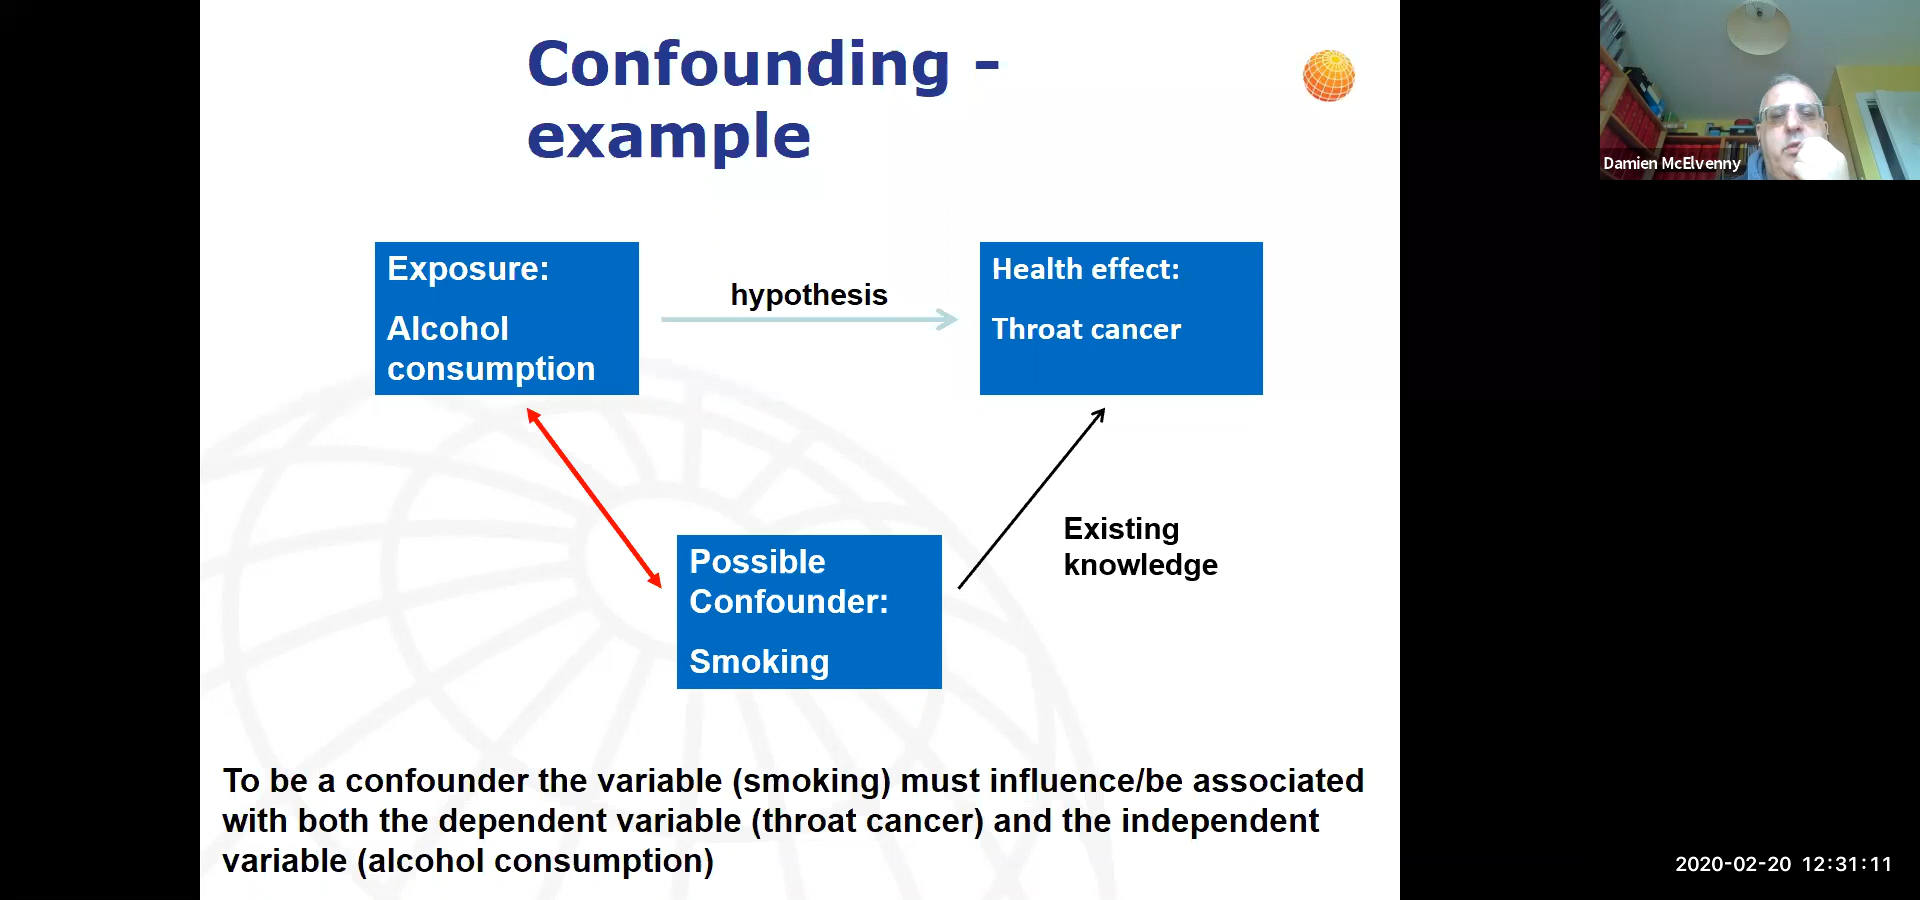 Confounding -
example
Exposure:
Alcohol
consumption
hypothesis
Health effect:
Throat cancer
Possible
Confounder:
Smoking
Existing
knowledge
To be a confounder the variable (smoking) must influence/be associated
with both the dependent variable (throat cancer) and the independent
variable (alcohol consumption)
Damien McElvenny
2020-02-20 12:31:11